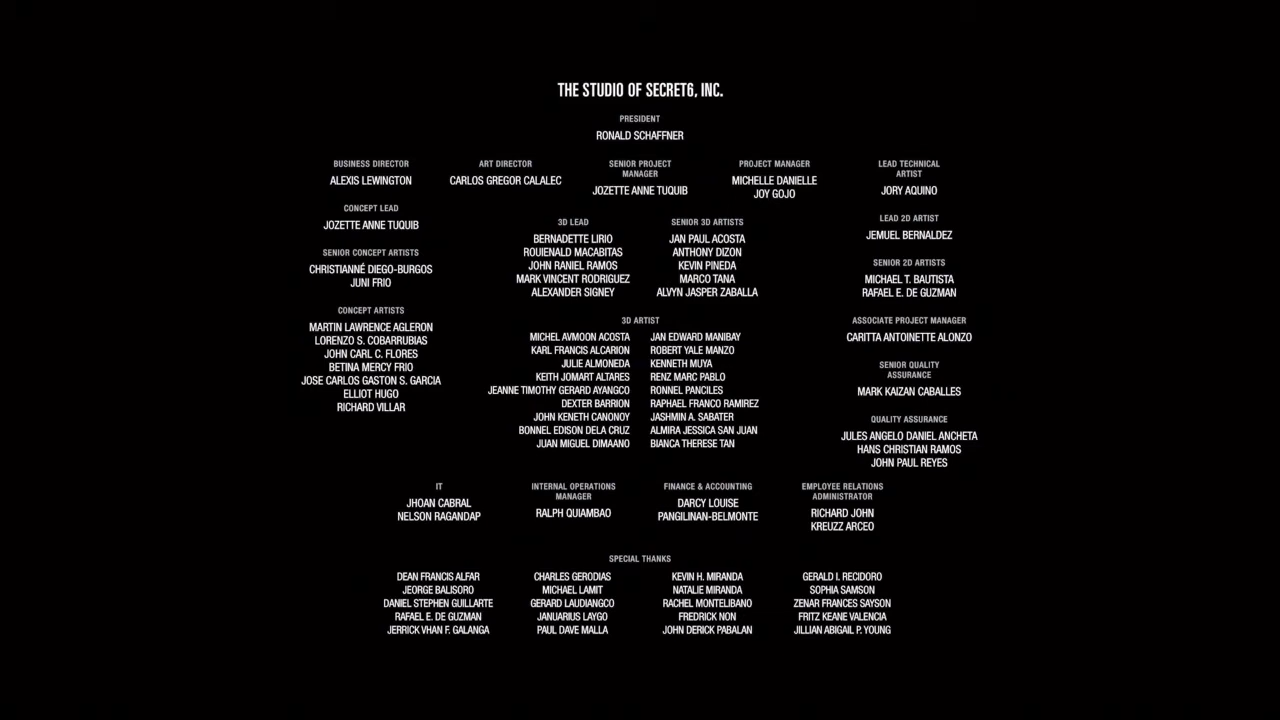 THE STUDIO OF SECRET6, INC.
PRESIDENT
RONALD SCHAFFNER
BUSINESS DIRECTOR
ALEXIS LEWINGTON
ART DIRECTOR
CARLOS GREGOR CALALEC
SENIOR PROJECT
MANAGER
JOZETTE ANNE TUQUIB
PROJECT MANAGER
MICHELLE DANIELLE
JOY GOJO
LEAD TECHNICAL
ARTIST
JORY AQUINO
CONCEPT LEAD
JOZETTE ANNE TUQUIB
SENIOR CONCEPT ARTISTS
CHRISTIANNÉ DIEGO-BURGOS
JUNI FRIO
CONCEPT ARTISTS
MARTIN LAWRENCE AGLERON
LORENZO S. COBARRUBIAS
JOHN CARL C. FLORES
BETINA MERCY FRIO
JOSE CARLOS GASTON S. GARCIA
ELLIOT HUGO
RICHARD VILLAR
3D LEAD
BERNADETTE LIRIO
ROUIENALD MACABITAS
JOHN RANIEL RAMOS
MARK VINCENT RODRIGUEZ
ALEXANDER SIGNEY
SENIOR 3D ARTISTS
JAN PAUL ACOSTA
ANTHONY DIZON
KEVIN PINEDA
MARCO TANA
ALVYN JASPER ZABALLA
3D ARTIST
MICHEL AVMOON ACOSTA
KARL FRANCIS ALCARION
JULIE ALMONEDA
KEITH JOMART ALTARES
JEANNE TIMOTHY GERARD AYANGCO
DEXTER BARRION
JOHN KENETH CANONOY
BONNEL EDISON DELA CRUZ
JUAN MIGUEL DIMAANO
JAN EDWARD MANIBAY
ROBERT YALE MANZO
KENNETH MUYA
RENZ MARC PABLO
RONNEL PANCILES
RAPHAEL FRANCO RAMIREZ
JASHMIN A. SABATER
ALMIRA JESSICA SAN JUAN
BIANCA THERESE TAN
LEAD 2D ARTIST
JEMUEL BERNALDEZ
SENIOR 2D ARTISTS
MICHAEL T. BAUTISTA
RAFAEL E. DE GUZMAN
ASSOCIATE PROJECT MANAGER
CARITTA ANTOINETTE ALONZO
SENIOR QUALITY
ASSURANCE
MARK KAIZAN CABALLES
QUALITY ASSURANCE
JULES ANGELO DANIEL ANCHETA
HANS CHRISTIAN RAMOS
JOHN PAUL REYES
IT
JHOAN CABRAL
NELSON RAGANDAP
INTERNAL OPERATIONS
MANAGER
RALPH QUIAMBAO
FINANCE & ACCOUNTING
DARCY LOUISE
PANGILINAN-BELMONTE
EMPLOYEE RELATIONS
ADMINISTRATOR
RICHARD JOHN
KREUZZ ARCEO
SPECIAL THANKS
DEAN FRANCIS ALFAR
JEORGE BALISORO
DANIEL STEPHEN GUILLARTE
RAFAEL E. DE GUZMAN
JERRICK VHAN F. GALANGA
CHARLES GERODIAS
MICHAEL LAMIT
GERARD LAUDIANGCO
JANUARIUS LAYGO
PAUL DAVE MALLA
KEVIN H. MIRANDA
NATALIE MIRANDA
RACHEL MONTELIBANO
FREDRICK NON
JOHN DERICK PABALAN
GERALD I. RECIDORO
SOPHIA SAMSON
ZENAR FRANCES SAYSON
FRITZ KEANE VALENCIA
JILLIAN ABIGAIL P. YOUNG